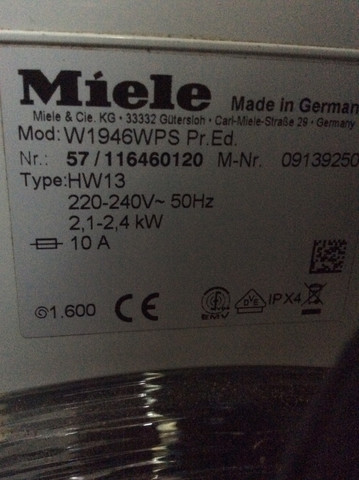 Miele Made in German
Miele & Cie. KG • 33332 Gütersloh • Carl-Miele-Straße 29 • Germany
Mod: W1946WPS Pr.Ed.
Nr.: 57 / 116460120 M-Nr. 09139250
Type: HW13
220-240V~ 50Hz
2,1-2,4 kW
10 A
1.600 CE EMV VDE IPX4